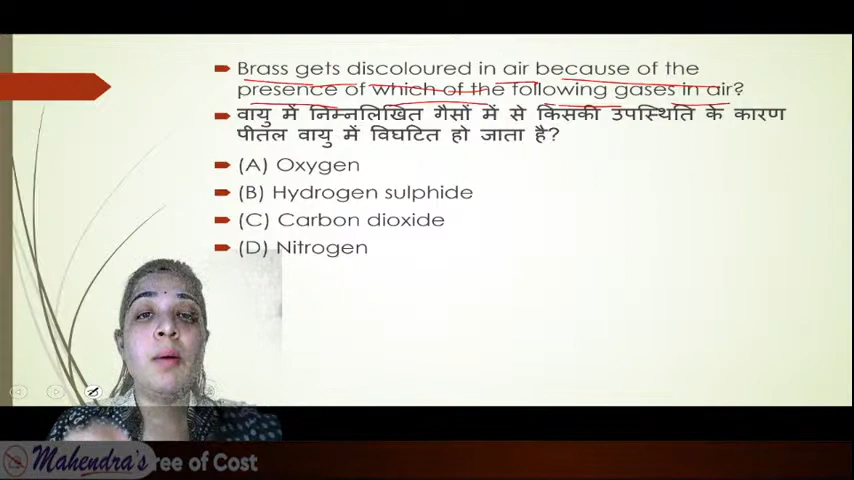 Brass gets discoloured in air because of the
presence of which of the following gases in air?
वायु में निम्नलिखित गैसों में से किसकी उपस्थिति के कारण
पीतल वायु में विघटित हो जाता है?
(A) Oxygen
(B) Hydrogen sulphide
(C) Carbon dioxide
(D) Nitrogen
Mahendra's ree of Cost